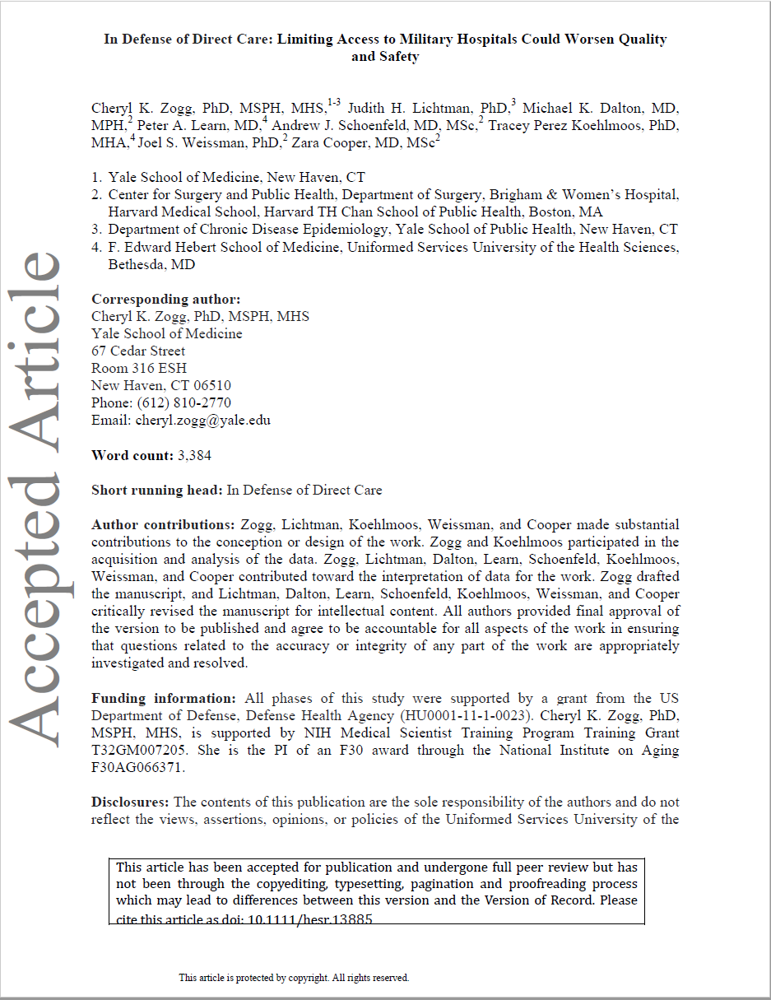 In Defense of Direct Care: Limiting Access to Military Hospitals Could Worsen Quality
and Safety
Cheryl K. Zogg, PhD, MSPH, MHS,1-3 Judith H. Lichtman, PhD,3 Michael K. Dalton, MD,
MPH,2 Peter A. Learn, MD,4 Andrew J. Schoenfeld, MD, MSc,2 Tracey Perez Koehlmoos, PhD,
MHA,4 Joel S. Weissman, PhD,2 Zara Cooper, MD, MSc2
1. Yale School of Medicine, New Haven, CT
2. Center for Surgery and Public Health, Department of Surgery, Brigham & Women's Hospital,
Harvard Medical School, Harvard TH Chan School of Public Health, Boston, MA
3. Department of Chronic Disease Epidemiology, Yale School of Public Health, New Haven, CT
4. F. Edward Hebert School of Medicine, Uniformed Services University of the Health Sciences,
Bethesda, MD
Corresponding author:
Cheryl K. Zogg, PhD, MSPH, MHS
Yale School of Medicine
67 Cedar Street
Room 316 ESH
New Haven, CT 06510
Phone: (612) 810-2770
Email: cheryl.zogg@yale.edu
Word count: 3,384
Short running head: In Defense of Direct Care
Author contributions: Zogg, Lichtman, Koehlmoos, Weissman, and Cooper made substantial
contributions to the conception or design of the work. Zogg and Koehlmoos participated in the
acquisition and analysis of the data. Zogg, Lichtman, Dalton, Learn, Schoenfeld, Koehlmoos,
Weissman, and Cooper contributed toward the interpretation of data for the work. Zogg drafted
the manuscript, and Lichtman, Dalton, Learn, Schoenfeld, Koehlmoos, Weissman, and Cooper
critically revised the manuscript for intellectual content. All authors provided final approval of
the version to be published and agree to be accountable for all aspects of the work in ensuring
that questions related to the accuracy or integrity of any part of the work are appropriately
investigated and resolved.
Funding information: All phases of this study were supported by a grant from the US
Department of Defense, Defense Health Agency (HU0001-11-1-0023). Cheryl K. Zogg, PhD,
MSPH, MHS, is supported by NIH Medical Scientist Training Program Training Grant
T32GM007205. She is the PI of an F30 award through the National Institute on Aging
F30AG066371.
Disclosures: The contents of this publication are the sole responsibility of the authors and do not
reflect the views, assertions, opinions, or policies of the Uniformed Services University of the
This article has been accepted for publication and undergone full peer review but has
not been through the copyediting, typesetting, pagination and proofreading process
which may lead to differences between this version and the Version of Record. Please
cite this article as doi: 10.1111/hesr.13885
This article is protected by copyright. All rights reserved.
Accepted Article